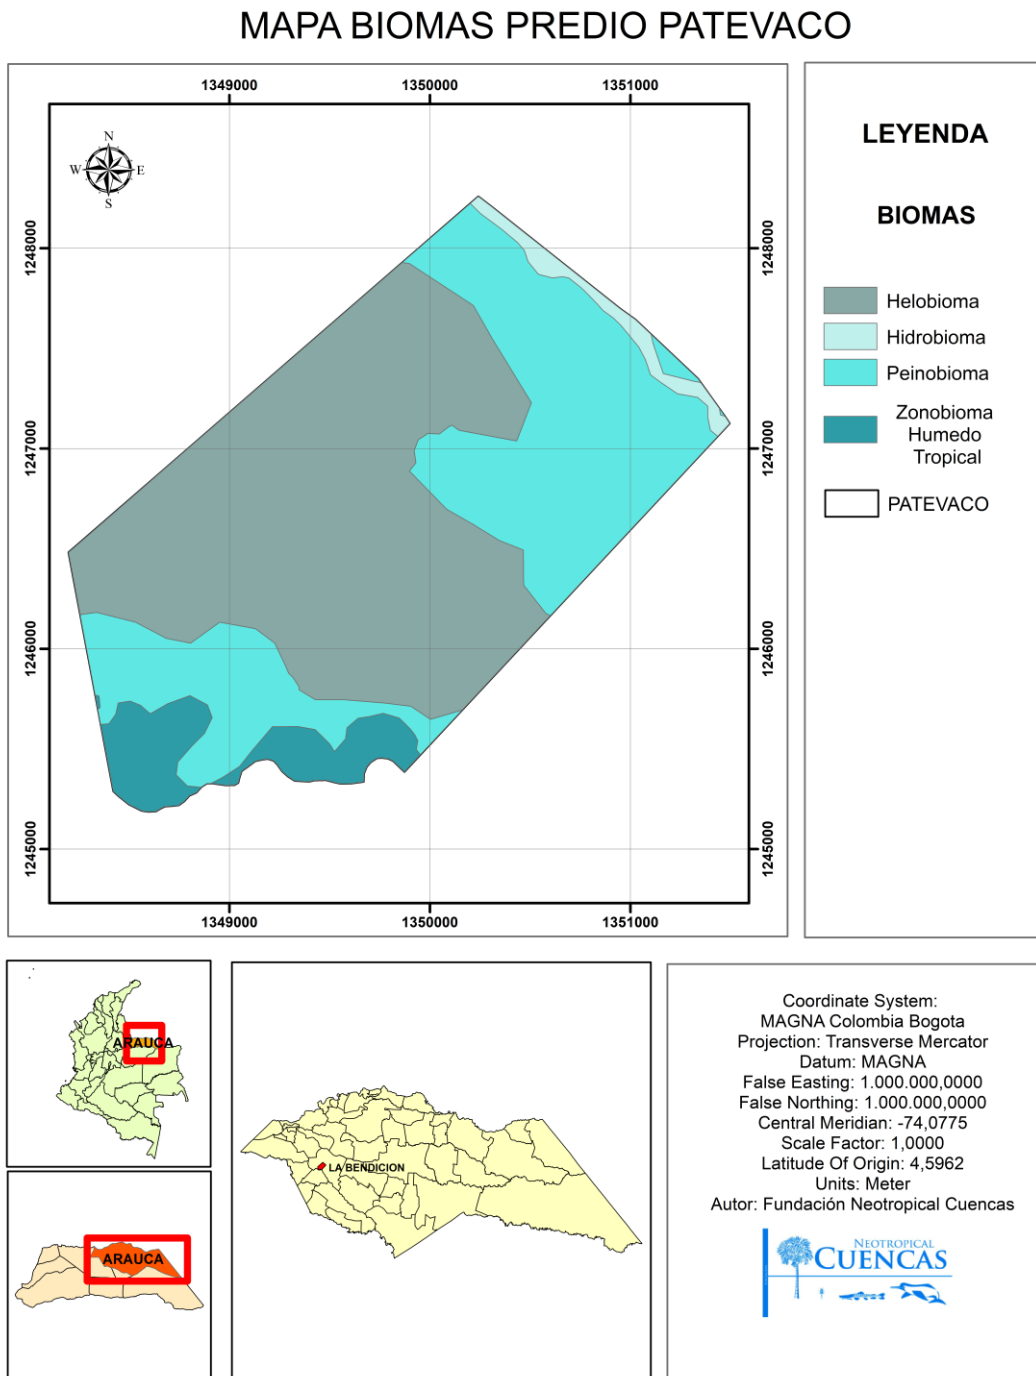 MAPA BIOMAS PREDIO PATEVACO
1349000 1350000 1351000
N
W E
S
1248000 1248000
1247000 1247000
1246000 1246000
1245000 1245000
1349000 1350000 1351000
LEYENDA
BIOMAS
Helobioma
Hidrobioma
Peinobioma
Zonobioma
Humedo
Tropical
PATEVACO
ARAUCA
ARAUCA
LA BENDICION
Coordinate System:
MAGNA Colombia Bogota
Projection: Transverse Mercator
Datum: MAGNA
False Easting: 1.000.000,0000
False Northing: 1.000.000,0000
Central Meridian: -74,0775
Scale Factor: 1,0000
Latitude Of Origin: 4,5962
Units: Meter
Autor: Fundación Neotropical Cuencas
NEOTROPICAL
CUENCAS